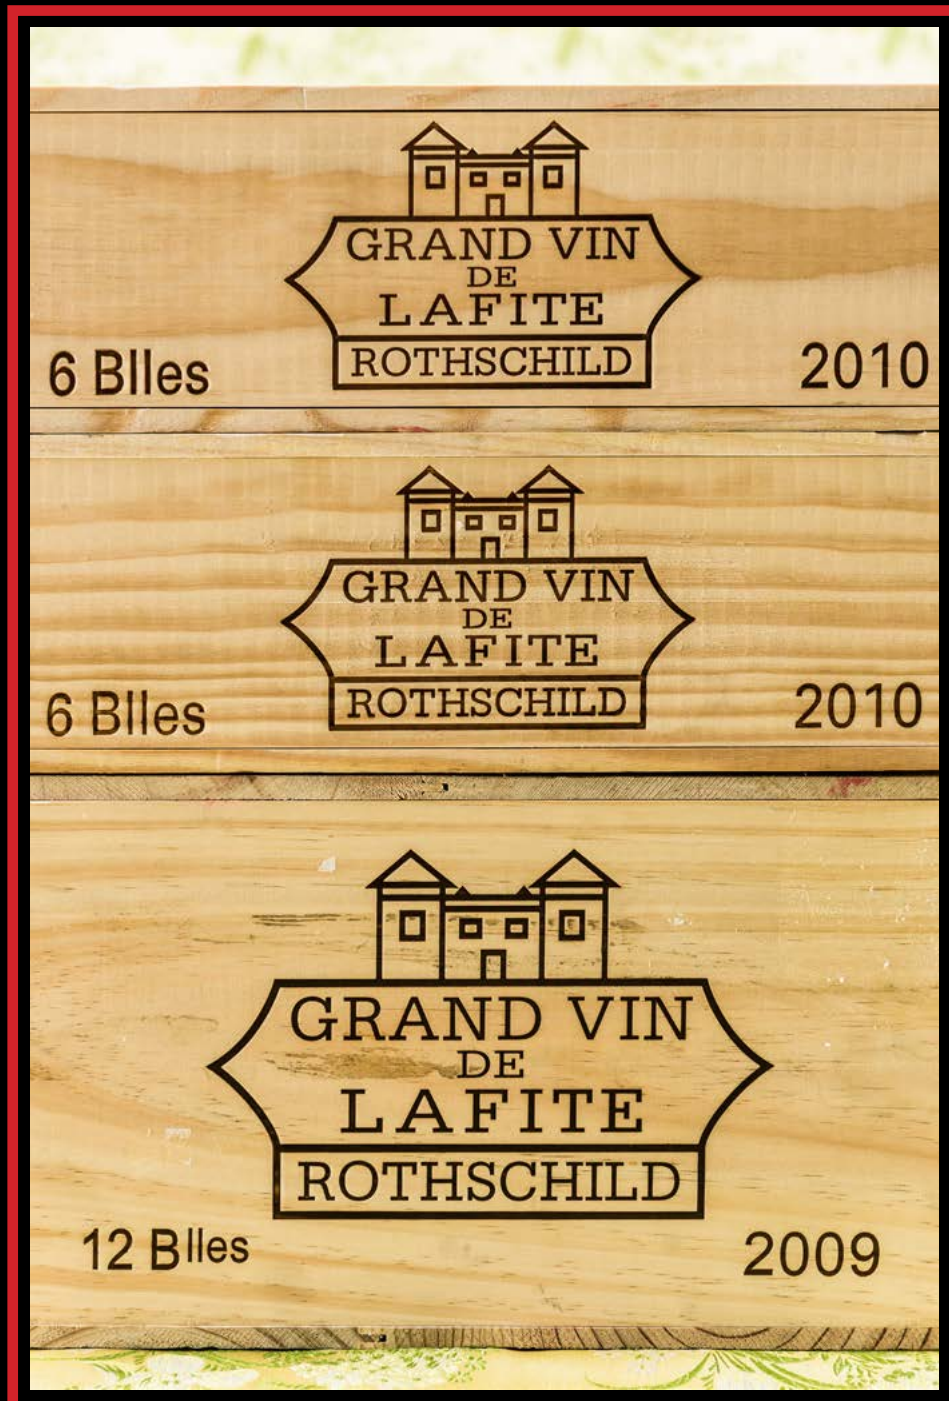 GRAND VIN
DE
LAFITE
ROTHSCHILD
6 Blles
2010
GRAND VIN
DE
LAFITE
ROTHSCHILD
6 Blles
2010
GRAND VIN
DE
LAFITE
ROTHSCHILD
12 Blles
2009